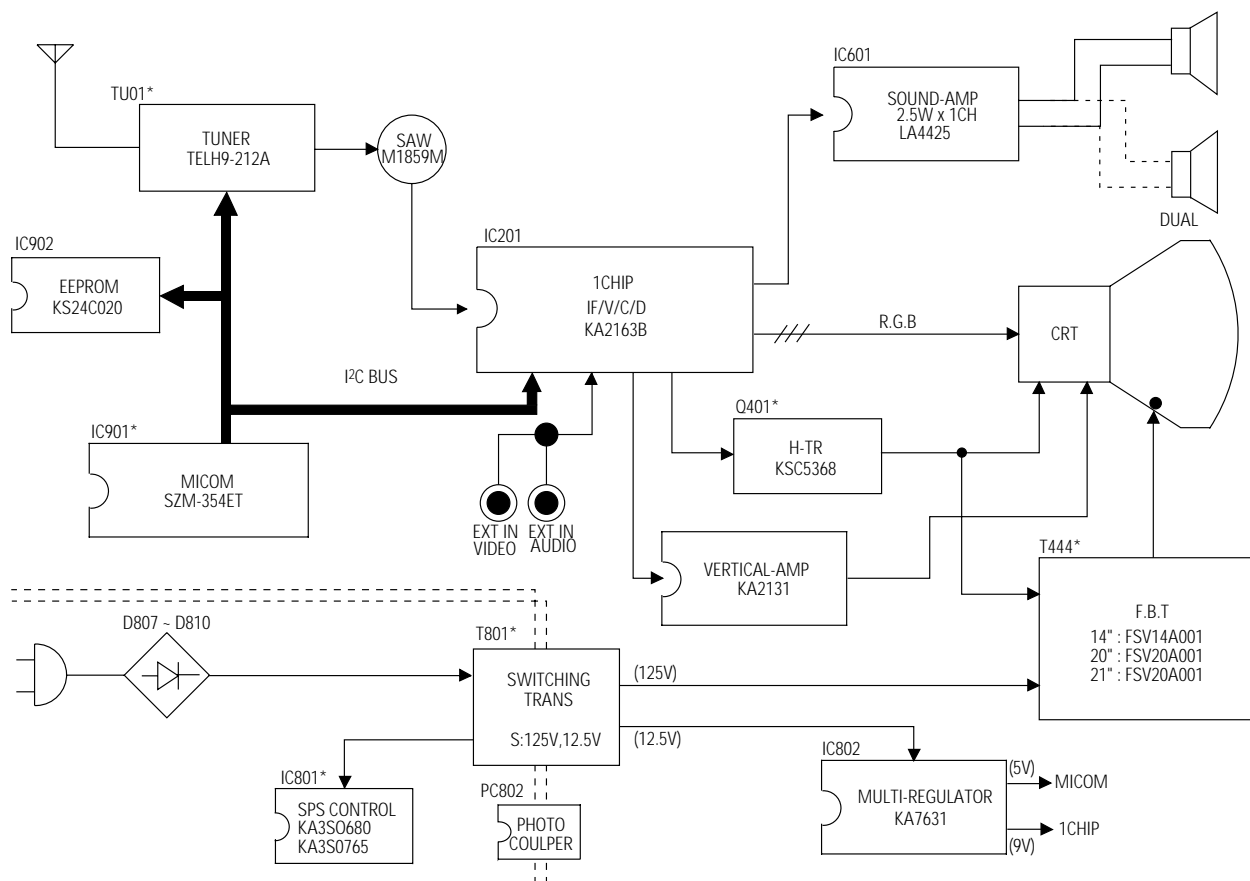 TU01*
TUNER
TELH9-212A
SAW
M1859M
IC601
SOUND-AMP
2.5W x 1CH
LA4425
DUAL
IC902
EEPROM
KS24C020
IC201
1CHIP
IF/V/C/D
KA2163B
R.G.B
CRT
I²C BUS
IC901*
MICOM
SZM-354ET
EXT IN
VIDEO
EXT IN
AUDIO
Q401*
H-TR
KSC5368
VERTICAL-AMP
KA2131
T444*
F.B.T
14" : FSV14A001
20" : FSV20A001
21" : FSV20A001
D807 ~ D810
T801*
SWITCHING
TRANS
S:125V,12.5V
(125V)
(12.5V)
IC801*
SPS CONTROL
KA3SO680
KA3S0765
PC802
PHOTO
COULPER
IC802
MULTI-REGULATOR
KA7631
(5V)
MICOM
1CHIP
(9V)